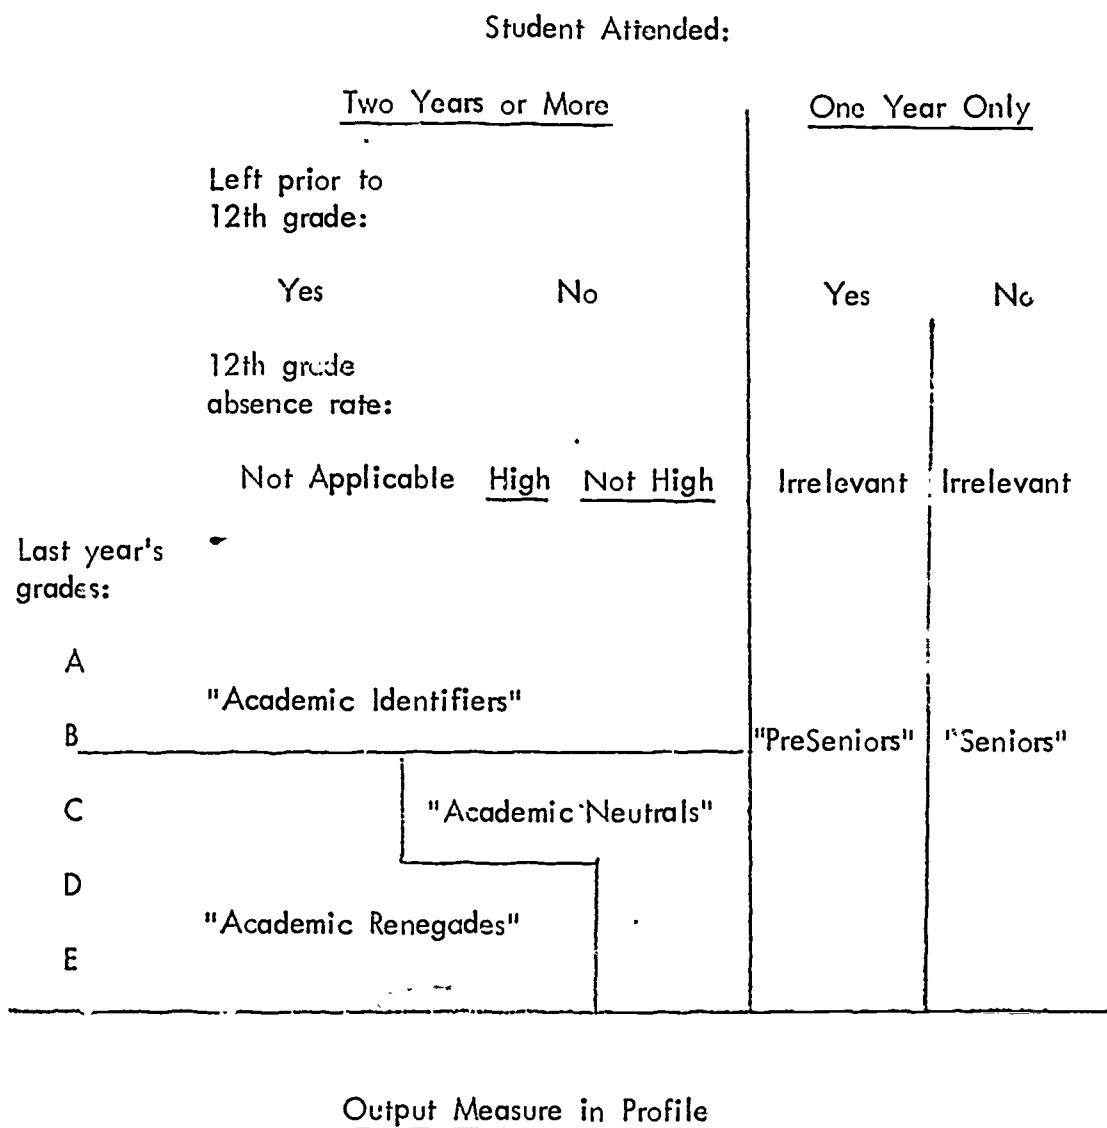 Student Attended:
Two Years or More
One Year Only
Left prior to
12th grade:
Yes No Yes No
12th grade
absence rate:
Not Applicable High Not High Irrelevant Irrelevant
Last year's
grades:
A
"Academic Identifiers"
B "PreSeniors" "Seniors"
C "Academic Neutrals"
D
"Academic Renegades"
E
Output Measure in Profile